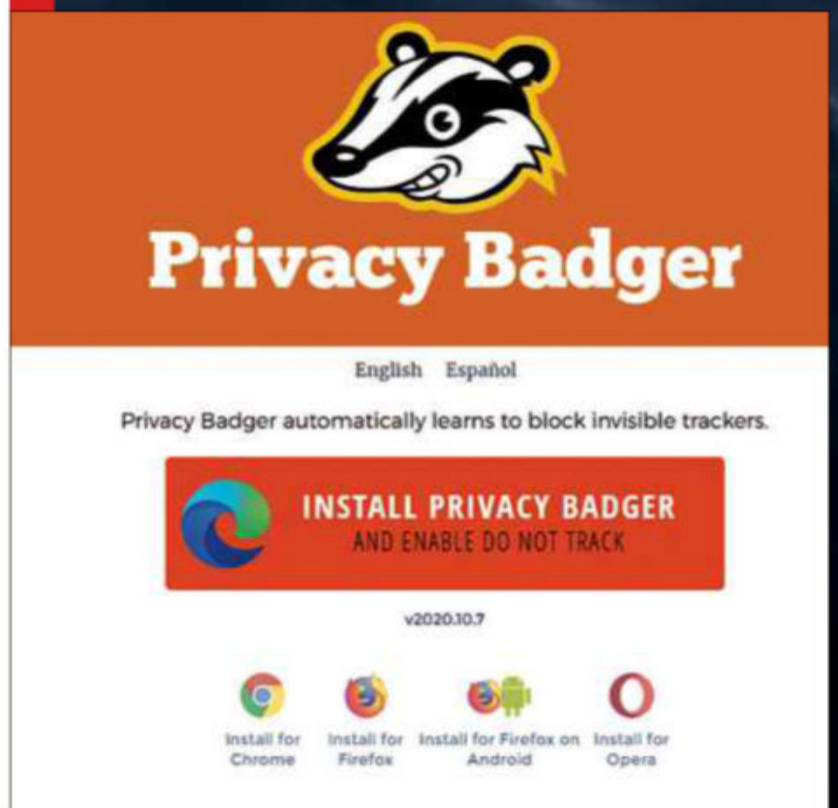 Privacy Badger
English Español
Privacy Badger automatically learns to block invisible trackers.
INSTALL PRIVACY BADGER
AND ENABLE DO NOT TRACK
v2020.10.7
Install for Chrome
Install for Firefox
Install for Firefox on Android
Install for Opera